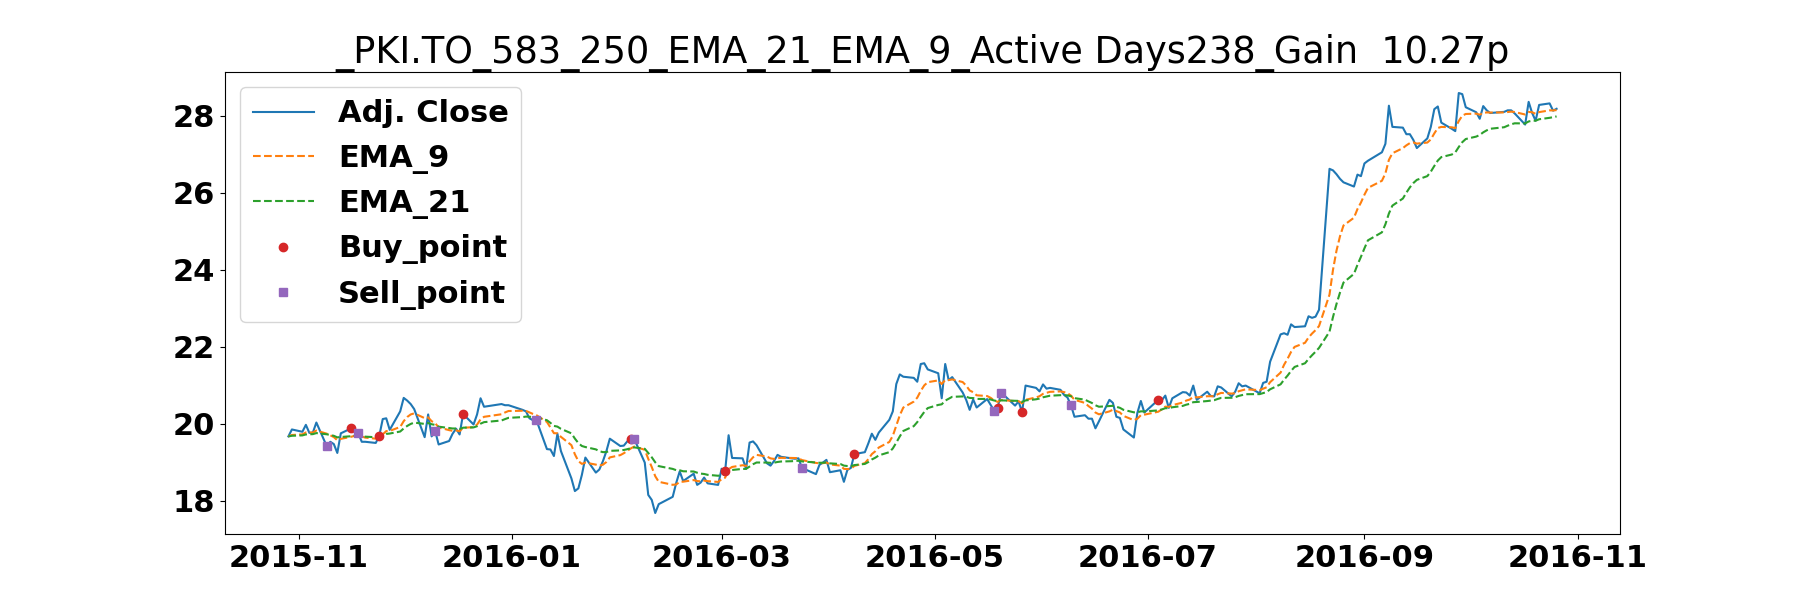 _PKI.TO_583_250_EMA_21_EMA_9_Active Days238_Gain  10.27p
Adj. Close
EMA_9
EMA_21
Buy_point
Sell_point
28
26
24
22
20
18
2015-11 2016-01 2016-03 2016-05 2016-07 2016-09 2016-11